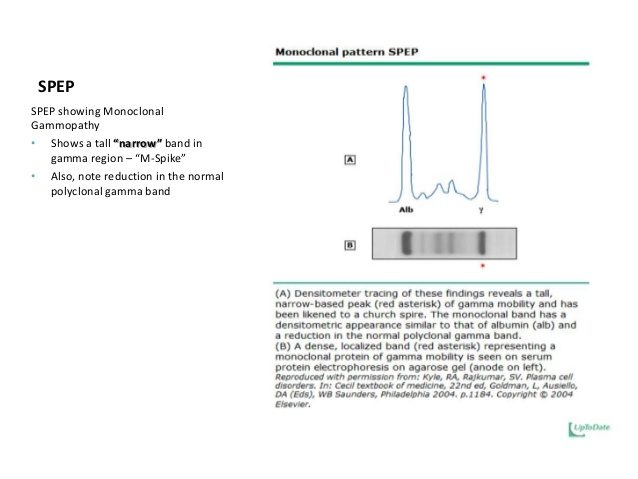 SPEP
SPEP showing Monoclonal
Gammopathy
• Shows a tall “narrow” band in
gamma region – “M-Spike”
• Also, note reduction in the normal
polyclonal gamma band
Monoclonal pattern SPEP
*
A
Alb γ
B
*
(A) Densitometer tracing of these findings reveals a tall,
narrow-based peak (red asterisk) of gamma mobility and has
been likened to a church spire. The monoclonal band has a
densitometric appearance similar to that of albumin (alb) and
a reduction in the normal polyclonal gamma band.
(B) A dense, localized band (red asterisk) representing a
monoclonal protein of gamma mobility is seen on serum
protein electrophoresis on agarose gel (anode on left).
Reproduced with permission from: Kyle, RA, Rajkumar, SV. Plasma cell
disorders. In: Cecil textbook of medicine, 22nd ed, Goldman, L, Ausiello,
DA (Eds), WB Saunders, Philadelphia 2004. p.1184. Copyright © 2004
Elsevier.
UpToDate